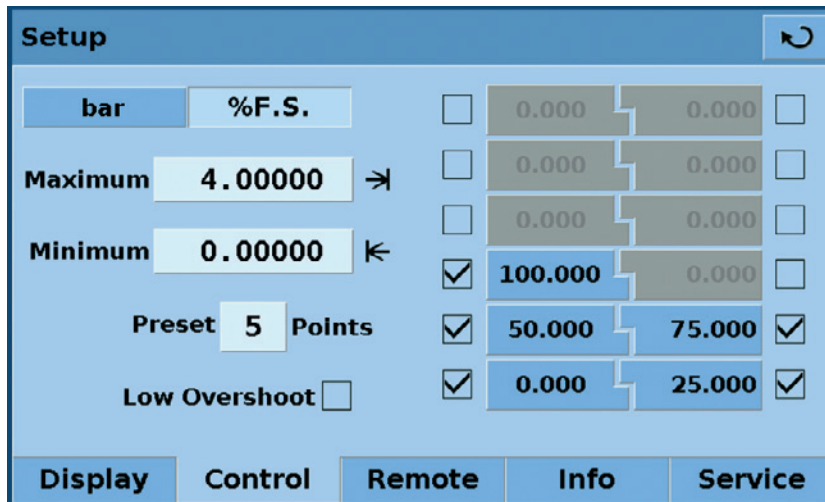 Setup
bar %F.S.
0.000 0.000
Maximum 4.00000
0.000 0.000
0.000 0.000
Minimum 0.00000
100.000 0.000
Preset 5 Points
50.000 75.000
Low Overshoot
0.000 25.000
Display Control Remote Info Service